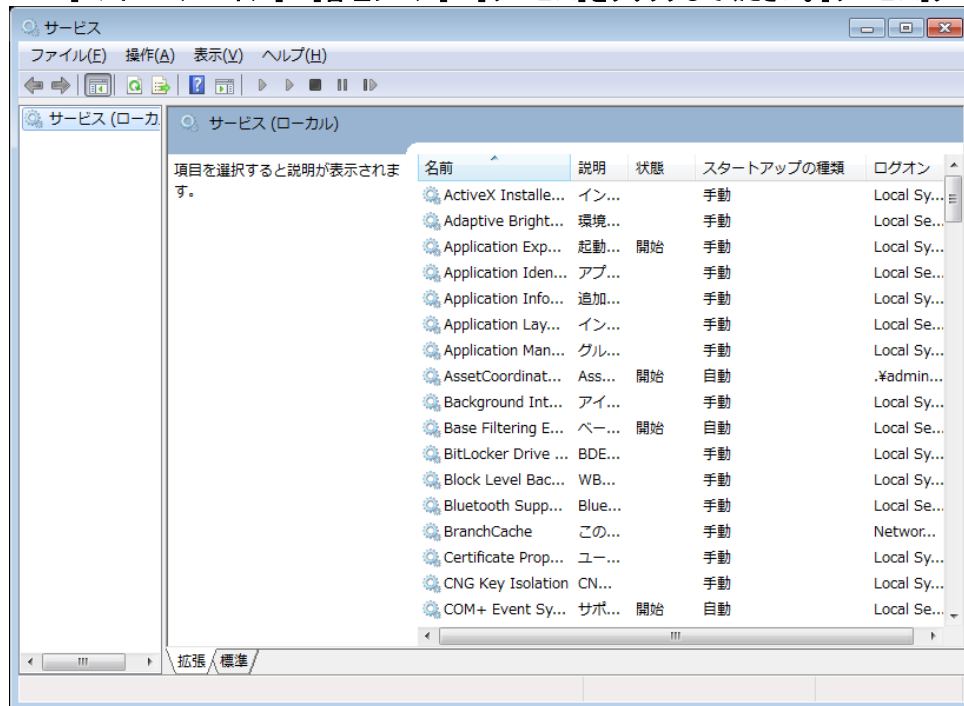 サービス
ファイル(F) 操作(A) 表示(V) ヘルプ(H)
サービス (ローカ
サービス (ローカル)
項目を選択すると説明が表示されま
す。
名前 説明 状態 スタートアップの種類 ログオン
ActiveX Installe... イン... 手動 Local Sy...
Adaptive Bright... 環境... 手動 Local Se...
Application Exp... 起動... 開始 手動 Local Sy...
Application Iden... アプ... 手動 Local Se...
Application Info... 追加... 手動 Local Sy...
Application Lay... イン... 手動 Local Se...
Application Man... グル... 手動 Local Sy...
AssetCoordinat... Ass... 開始 自動 .¥admin...
Background Int... アイ... 手動 Local Sy...
Base Filtering E... ベー... 開始 自動 Local Se...
BitLocker Drive ... BDE... 手動 Local Sy...
Block Level Bac... WB... 手動 Local Sy...
Bluetooth Supp... Blue... 手動 Local Se...
BranchCache この... 手動 Networ...
Certificate Prop... ユー... 手動 Local Sy...
CNG Key Isolation CN... 手動 Local Sy...
COM+ Event Sy... サポ... 開始 自動 Local Se...
拡張 標準